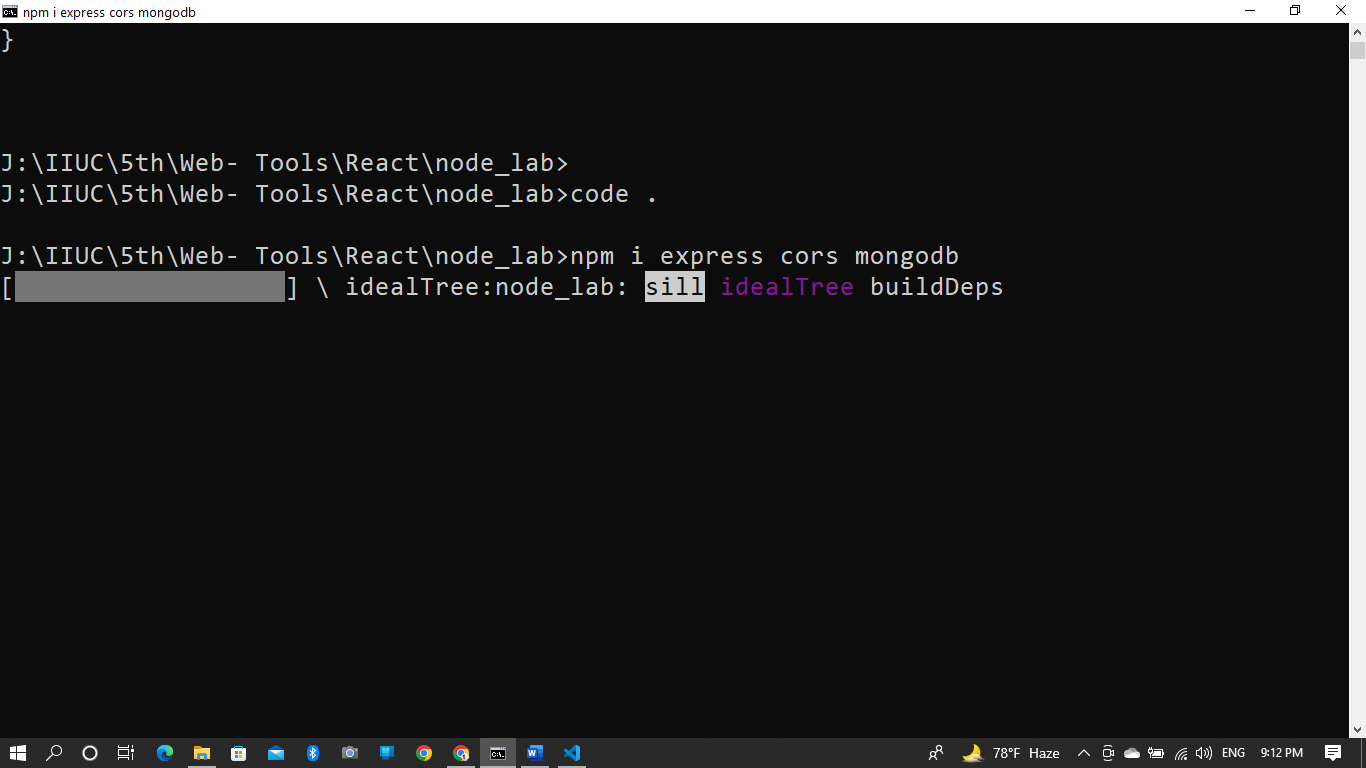 npm i express cors mongodb
}
J:\IIUC\5th\Web- Tools\React\node_lab>
J:\IIUC\5th\Web- Tools\React\node_lab>code .
J:\IIUC\5th\Web- Tools\React\node_lab>npm i express cors mongodb
[                  ] \ idealTree:node_lab: sill idealTree buildDeps
78°F Haze ENG 9:12 PM